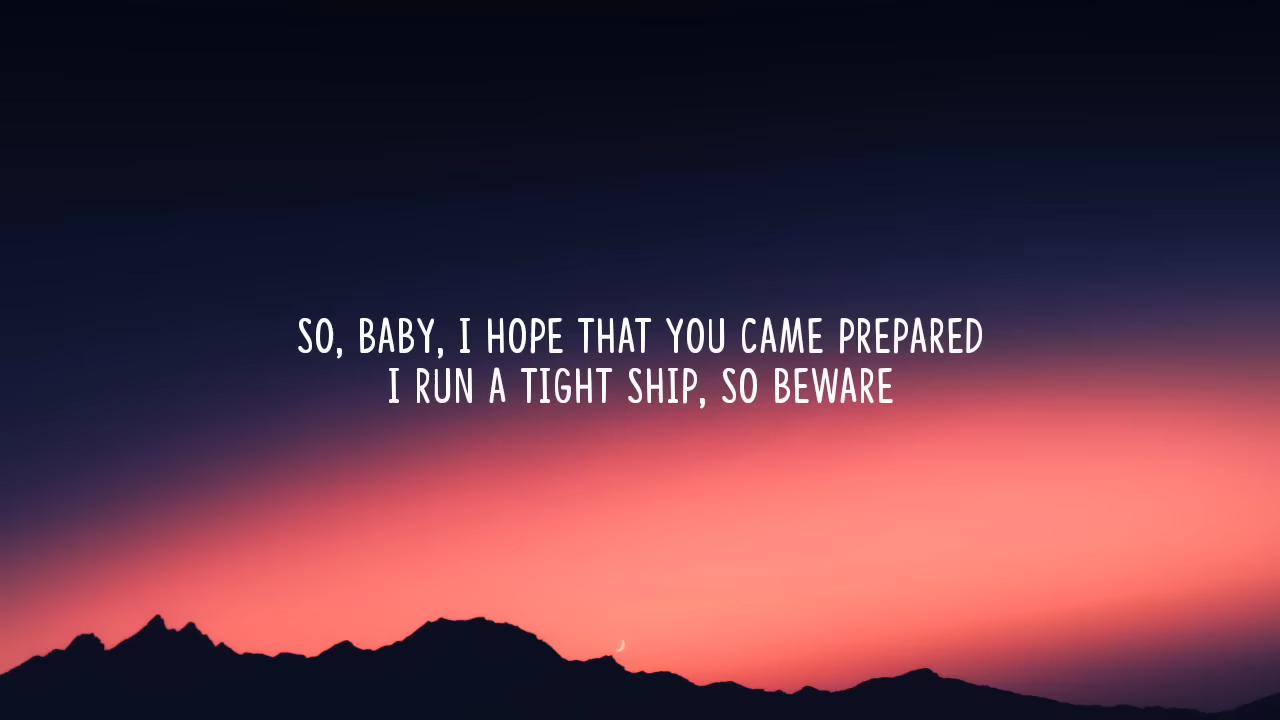 SO, BABY, I HOPE THAT YOU CAME PREPARED
I RUN A TIGHT SHIP, SO BEWARE